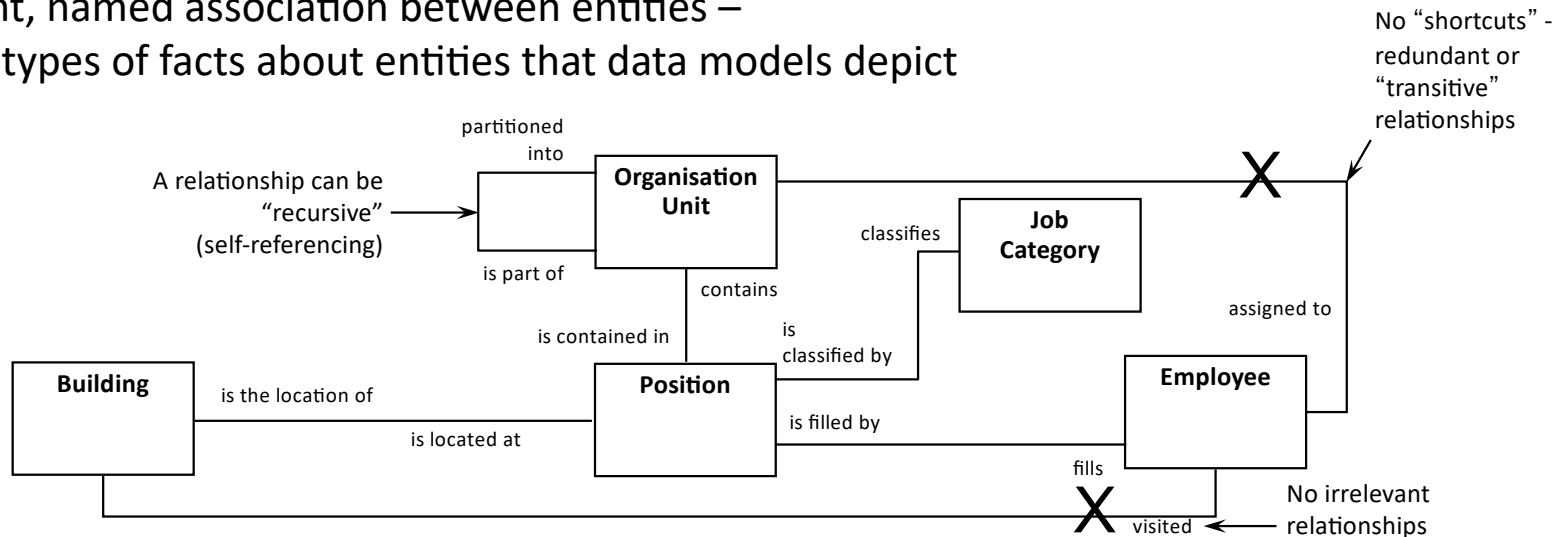 nt, named association between entities –
types of facts about entities that data models depict
No “shortcuts” -
redundant or
“transitive”
relationships
partitioned
into
A relationship can be
“recursive”
(self-referencing)
is part of
Organisation
Unit
contains
is contained in
classifies
Job
Category
assigned to
is
classified by
Building
is the location of
is located at
Position
is filled by
fills
Employee
X
X
visited
No irrelevant
relationships